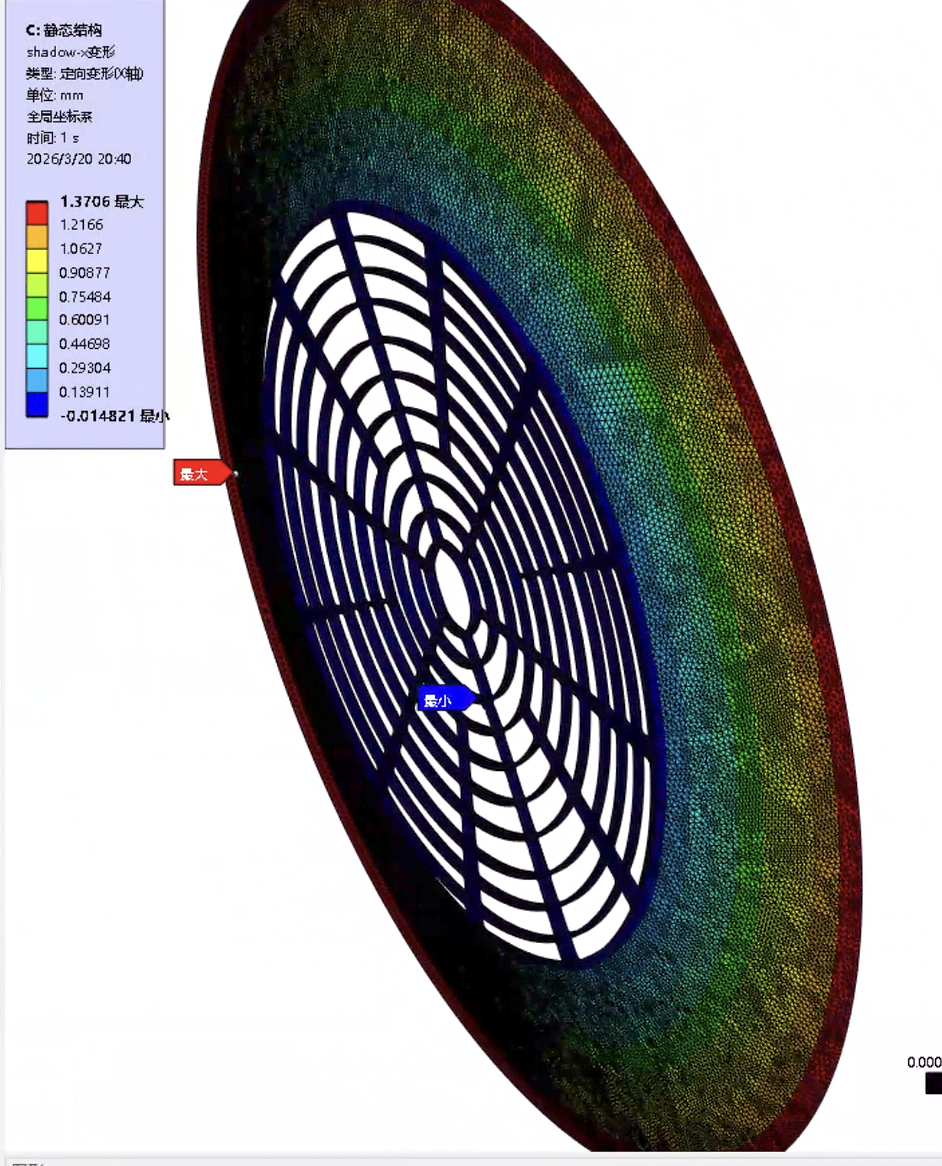 C: 静态结构
shadow-x变形
类型: 定向变形(X轴)
单位: mm
全局坐标系
时间: 1 s
2026/3/20 20:40
1.3706 最大
1.2166
1.0627
0.90877
0.75484
0.60091
0.44698
0.29304
0.13911
-0.014821 最小
最大
最小
0.000